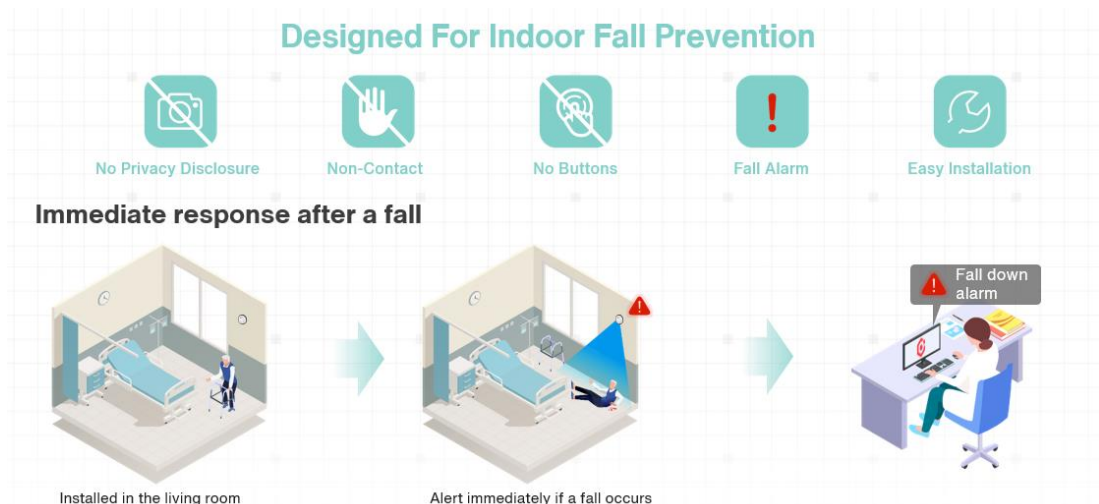 Designed For Indoor Fall Prevention
No Privacy Disclosure
Non-Contact
No Buttons
Fall Alarm
Easy Installation
Immediate response after a fall
Fall down
alarm
Installed in the living room
Alert immediately if a fall occurs